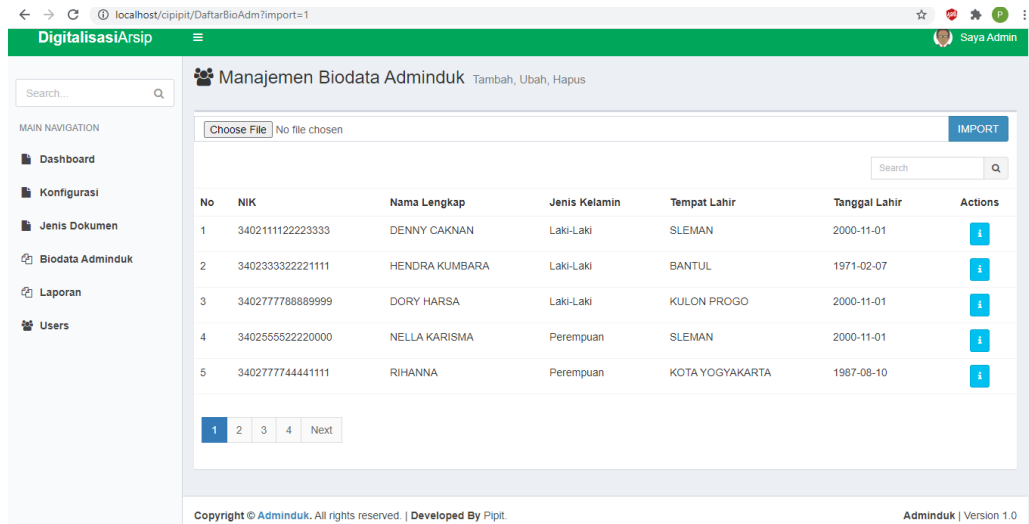 localhost/cipipit/DaftarBioAdm?import=1
P
DigitalisasiArsip
Saya Admin
Search...
MAIN NAVIGATION
Dashboard
Konfigurasi
Jenis Dokumen
Biodata Adminduk
Laporan
Users
Manajemen Biodata Adminduk Tambah, Ubah, Hapus
Choose File No file chosen IMPORT
Search
No NIK Nama Lengkap Jenis Kelamin Tempat Lahir Tanggal Lahir Actions
1 3402111122223333 DENNY CAKNAN Laki-Laki SLEMAN 2000-11-01 i
2 3402333322221111 HENDRA KUMBARA Laki-Laki BANTUL 1971-02-07 i
3 3402777788889999 DORY HARSA Laki-Laki KULON PROGO 2000-11-01 i
4 3402555522220000 NELLA KARISMA Perempuan SLEMAN 2000-11-01 i
5 3402777744441111 RIHANNA Perempuan KOTA YOGYAKARTA 1987-08-10 i
1 2 3 4 Next
Copyright © Adminduk. All rights reserved. | Developed By Pipit. Adminduk | Version 1.0